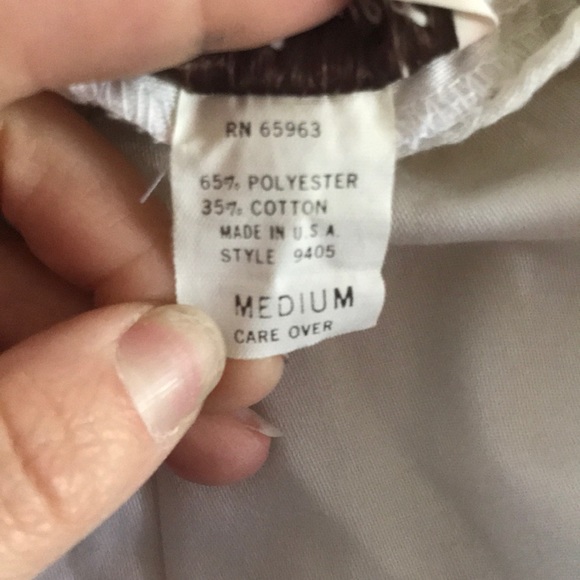 RN 65963
65% POLYESTER
35% COTTON
MADE IN U.S.A.
STYLE 9405
MEDIUM
CARE OVER